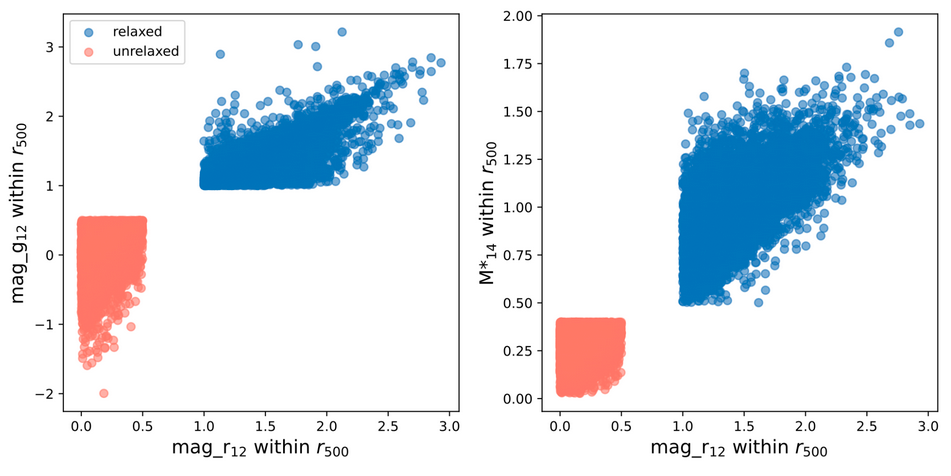 relaxed
unrelaxed
3
2
1
0
−1
−2
mag_g₁₂ within r₅₀₀
0.0 0.5 1.0 1.5 2.0 2.5 3.0
mag_r₁₂ within r₅₀₀
2.00
1.75
1.50
1.25
1.00
0.75
0.50
0.25
0.00
M*₁₄ within r₅₀₀
0.0 0.5 1.0 1.5 2.0 2.5 3.0
mag_r₁₂ within r₅₀₀